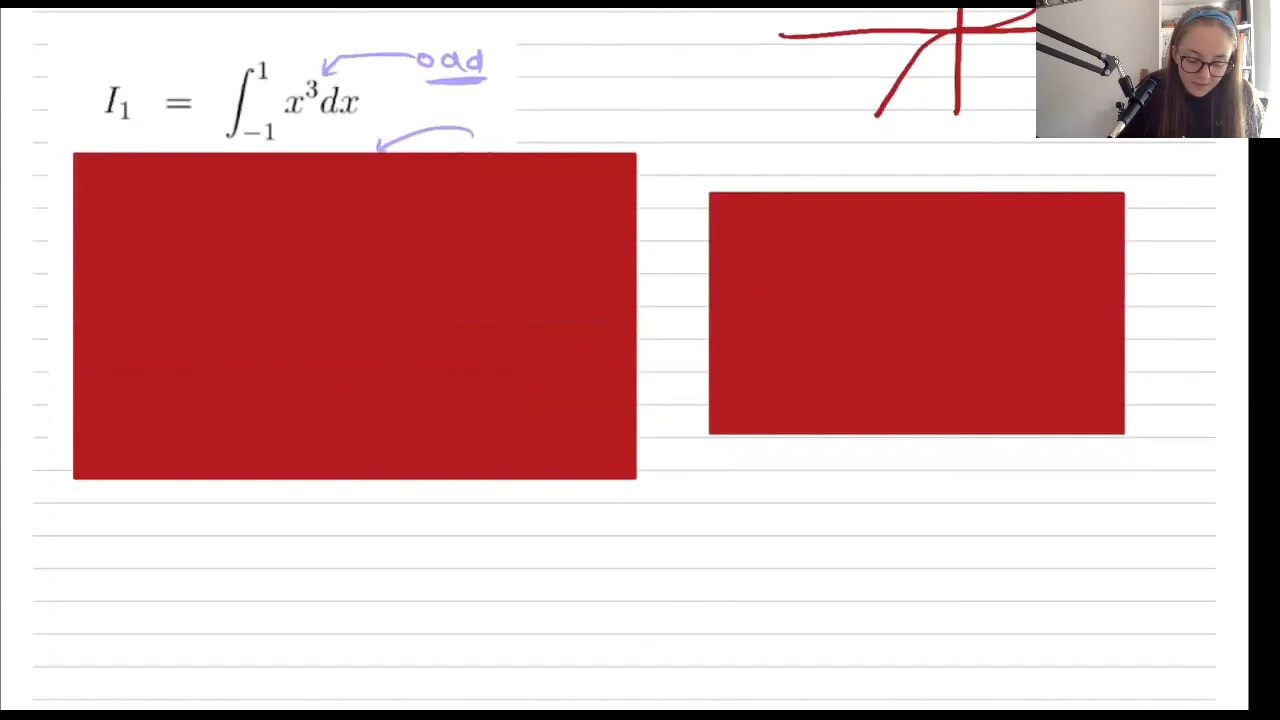 odd
I₁ = ∫₋₁¹ x³dx